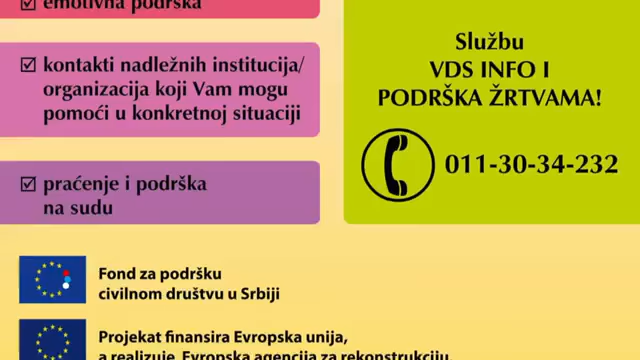 emotivna podrška
kontakti nadležnih institucija/
organizacija koji Vam mogu
pomoći u konkretnoj situaciji
praćenje i podrška
na sudu
Službu
VDS INFO I
PODRŠKA ŽRTVAMA!
011-30-34-232
Fond za podršku
civilnom društvu u Srbiji
Projekat finansira Evropska unija,
a realizuje Evropska agencija za rekonstrukciju.